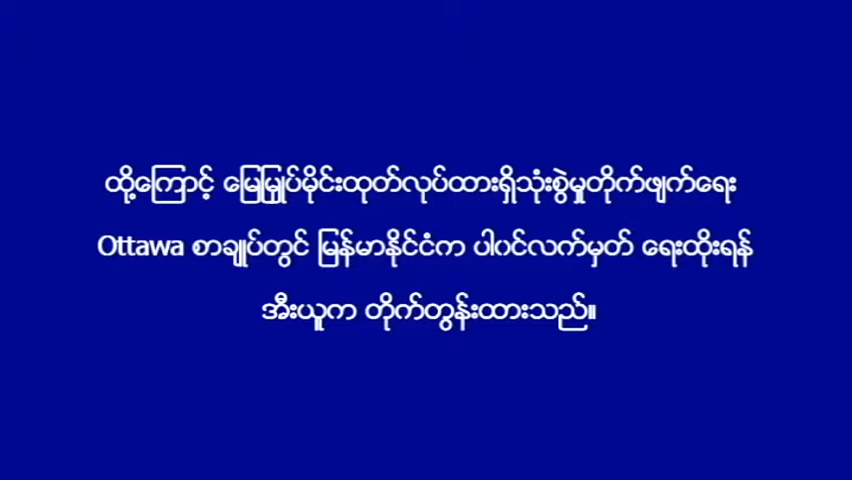 ထို့ကြောင့် မြေမြှုပ်မိုင်းထုတ်လုပ်ထားရှိသုံးစွဲမှုတိုက်ဖျက်ရေး
Ottawa စာချုပ်တွင် မြန်မာနိုင်ငံက ပါဝင်လက်မှတ် ရေးထိုးရန်
အီးယူက တိုက်တွန်းထားသည်။